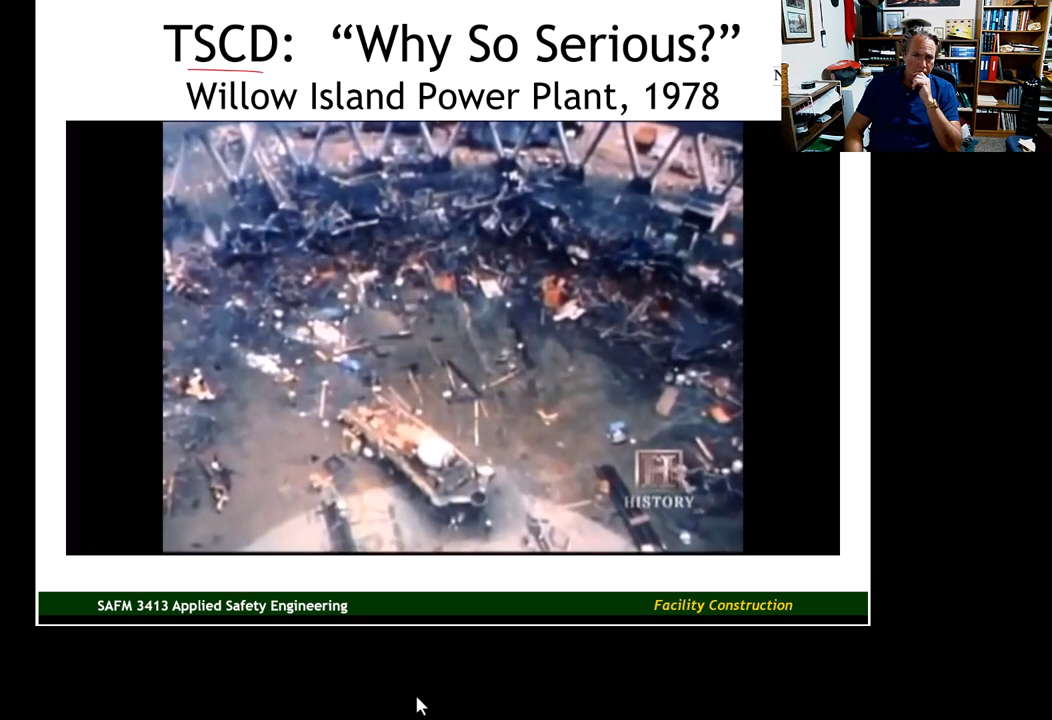 TSCD: “Why So Serious?”
Willow Island Power Plant, 1978
N
HISTORY
SAFM 3413 Applied Safety Engineering
Facility Construction